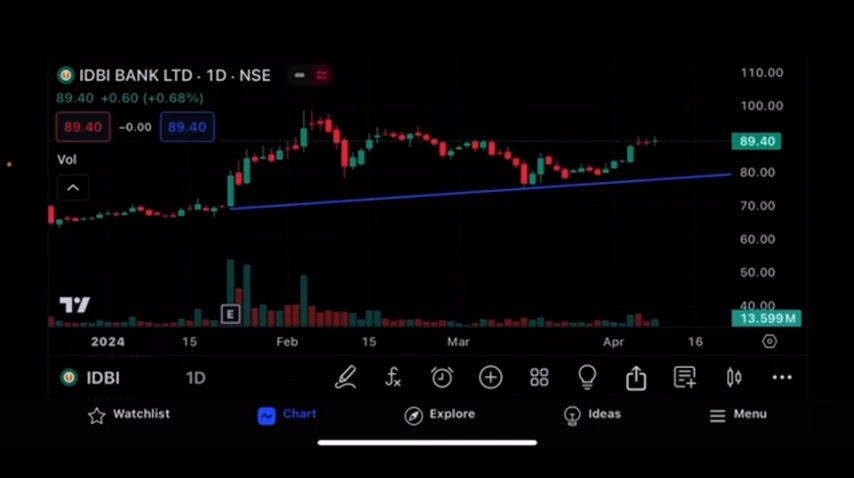 IDBI BANK LTD · 1D · NSE
89.40 +0.60 (+0.68%)
89.40 −0.00 89.40
Vol
110.00
100.00
89.40
80.00
70.00
60.00
50.00
40.00
13.599 M
E
2024 15 Feb 15 Mar Apr 16
IDBI 1D
Watchlist Chart Explore Ideas Menu